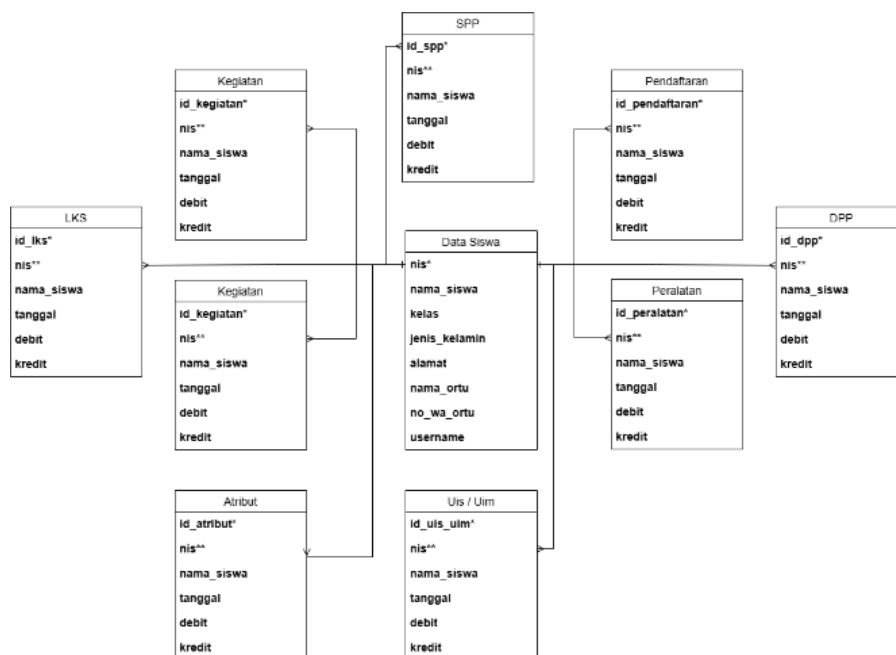 SPP
id_spp*
nis**
nama_siswa
tanggal
debit
kredit
Kegiatan
id_kegiatan*
nis**
nama_siswa
tanggal
debit
kredit
Pendaftaran
id_pendaftaran*
nis**
nama_siswa
tanggal
debit
kredit
LKS
id_lks*
nis**
nama_siswa
tanggal
debit
kredit
Data Siswa
nis*
nama_siswa
kelas
jenis_kelamin
alamat
nama_ortu
no_wa_ortu
username
DPP
id_dpp*
nis**
nama_siswa
tanggal
debit
kredit
Kegiatan
id_kegiatan*
nis**
nama_siswa
tanggal
debit
kredit
Peralatan
id_peralatan*
nis**
nama_siswa
tanggal
debit
kredit
Atribut
id_atribut*
nis**
nama_siswa
tanggal
debit
kredit
Uis / Uim
id_uis_uim*
nis**
nama_siswa
tanggal
debit
kredit